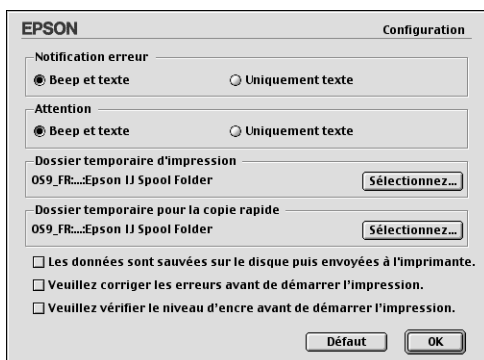 EPSON Configuration
Notification erreur
Beep et texte Uniquement texte
Attention
Beep et texte Uniquement texte
Dossier temporaire d'impression
OS9_FR:...:Epson IJ Spool Folder Sélectionnez...
Dossier temporaire pour la copie rapide
OS9_FR:...:Epson IJ Spool Folder Sélectionnez...
Les données sont sauvées sur le disque puis envoyées à l'imprimante.
Veuillez corriger les erreurs avant de démarrer l'impression.
Veuillez vérifier le niveau d'encre avant de démarrer l'impression.
Défaut OK